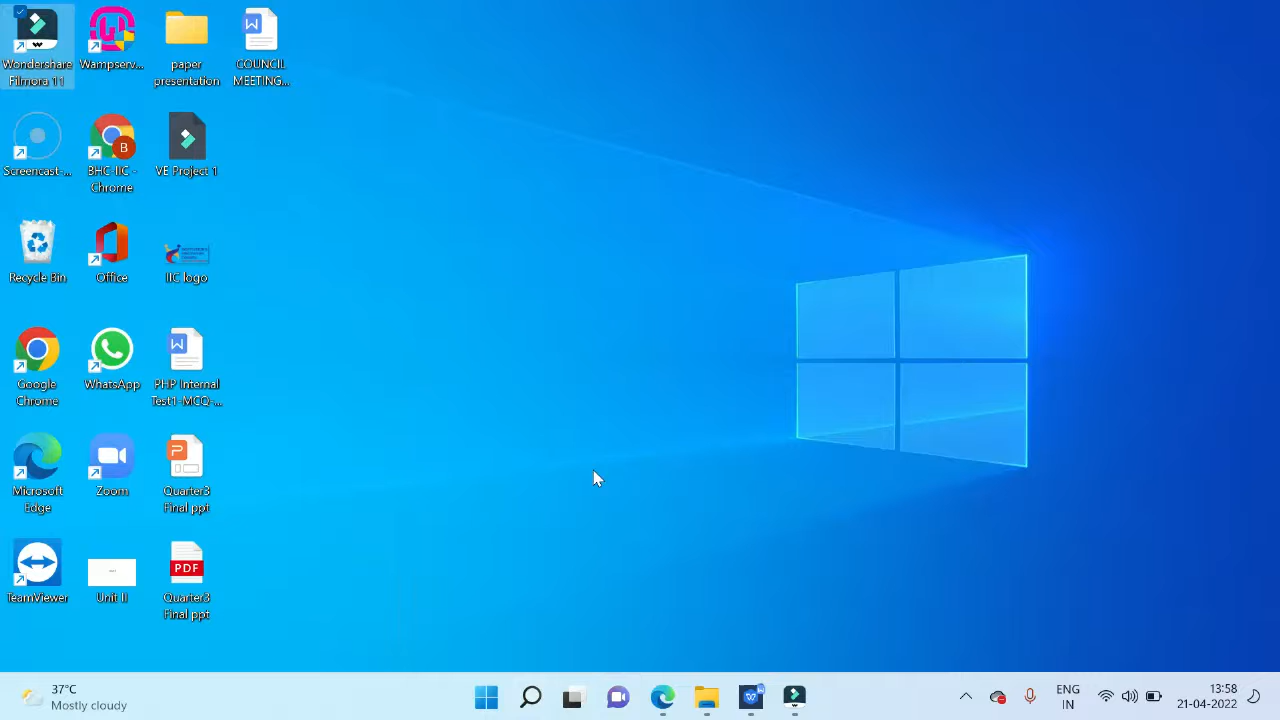 Wondershare
Filmora 11
Wampserv...
paper
presentation
COUNCIL
MEETING...
Screencast-...
BHC-IIC -
Chrome
VE Project 1
Recycle Bin
Office
IIC logo
Google
Chrome
WhatsApp
PHP Internal
Test1-MCQ-...
Microsoft
Edge
Zoom
Quarter3
Final ppt
TeamViewer
Unit II
PDF
Quarter3
Final ppt
37°C
Mostly cloudy
ENG
IN
13:58
21-04-2022